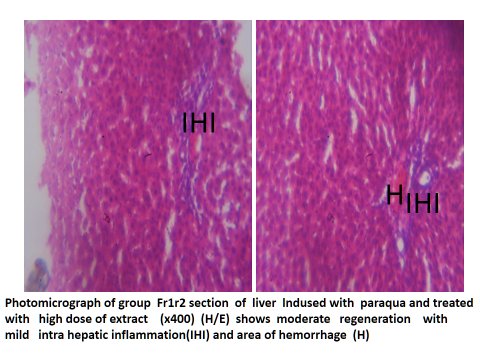 IHI
H
IHI
Photomicrograph of group Fr1r2 section of liver Indused with paraqua and treated
with high dose of extract (x400) (H/E) shows moderate regeneration with
mild intra hepatic inflammation(IHI) and area of hemorrhage (H)